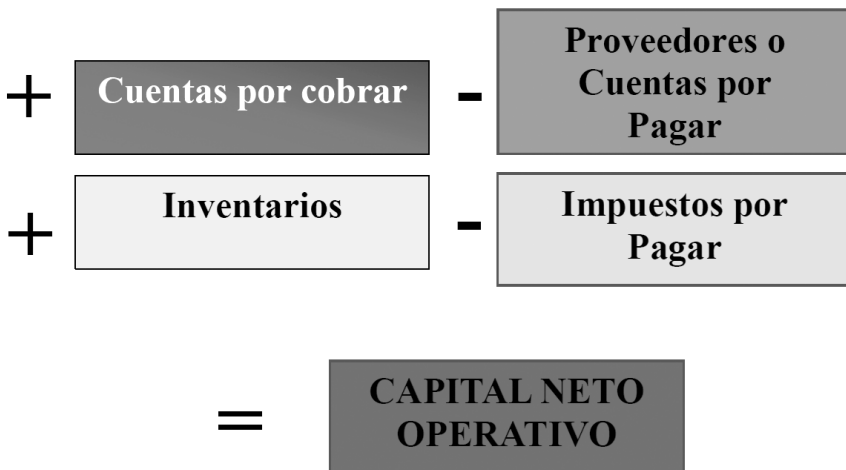 + Cuentas por cobrar
- Proveedores o
Cuentas por
Pagar
+ Inventarios
- Impuestos por
Pagar
= CAPITAL NETO
OPERATIVO